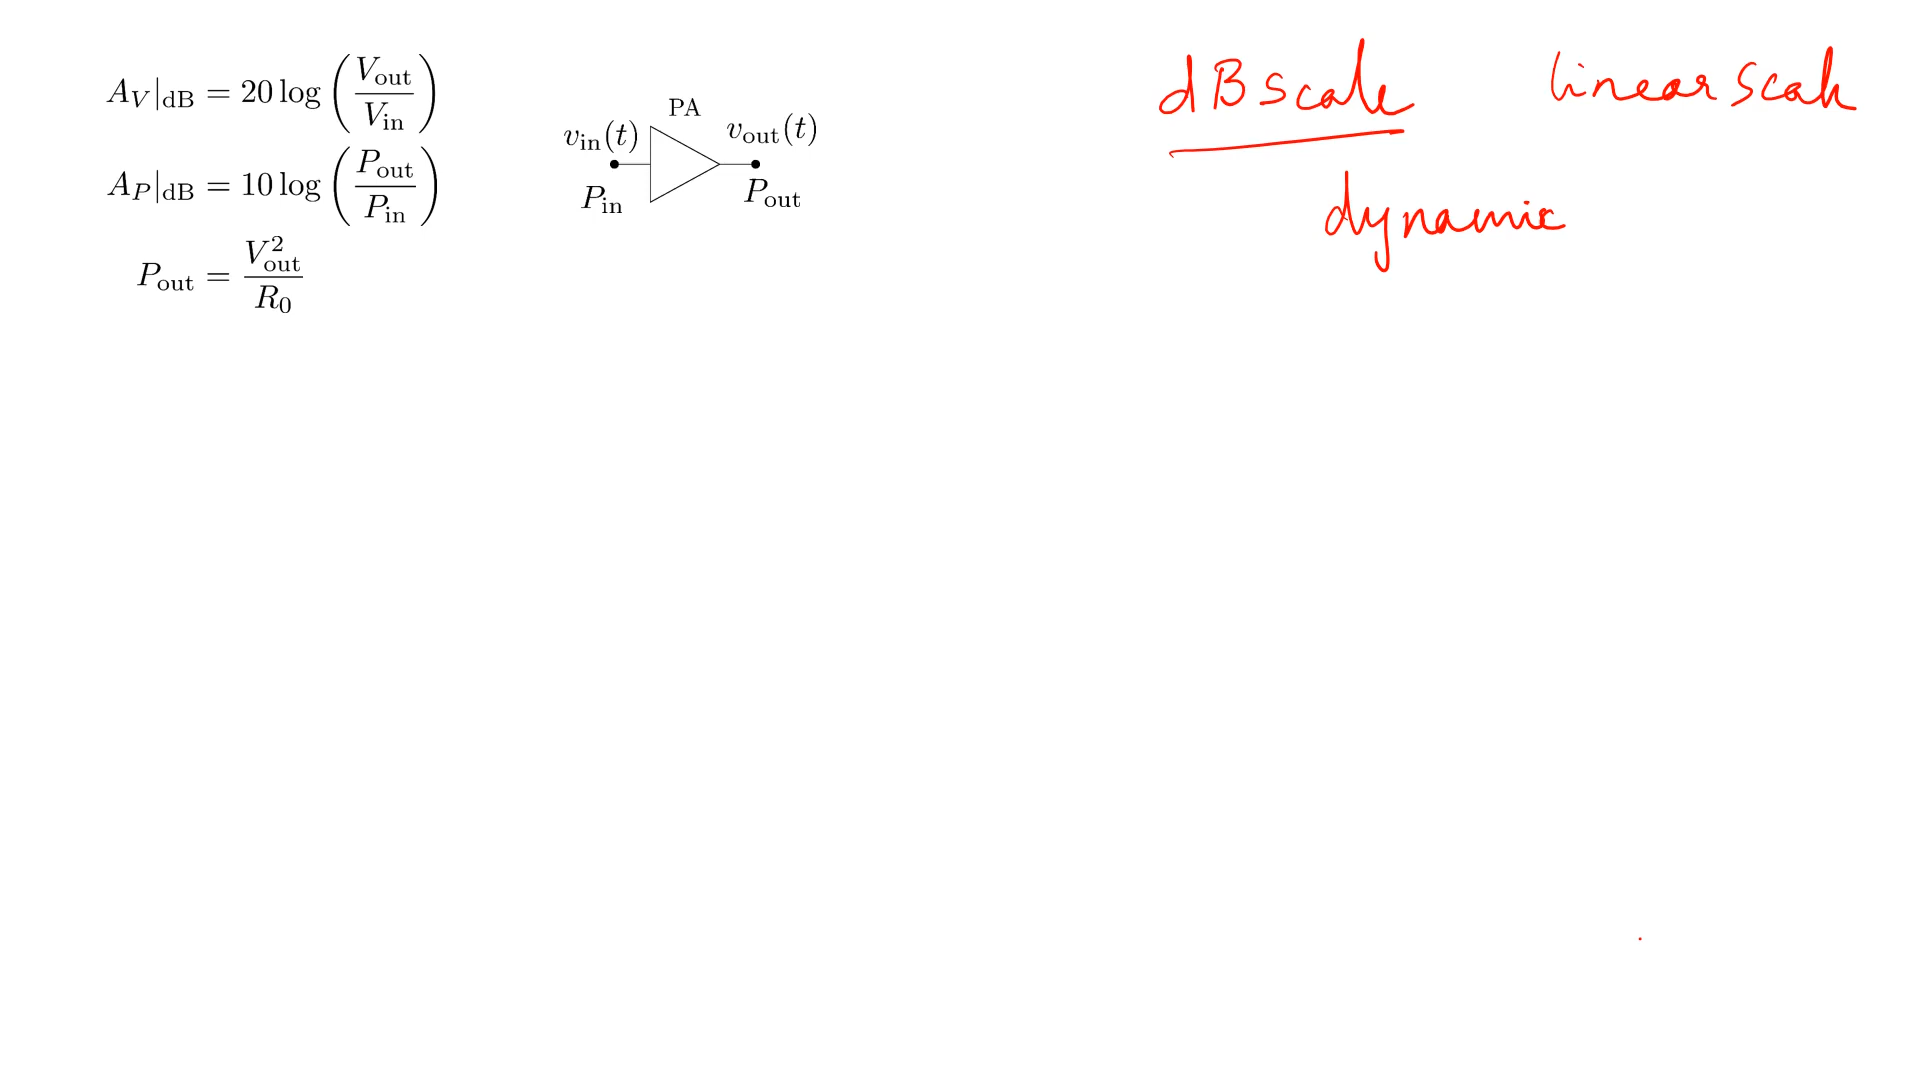 A_V|dB = 20 log (V_out / V_in)
A_P|dB = 10 log (P_out / P_in)
P_out = V_out^2 / R_0
PA
v_in(t)
v_out(t)
P_in
P_out
dB scale linear scale
dynamic